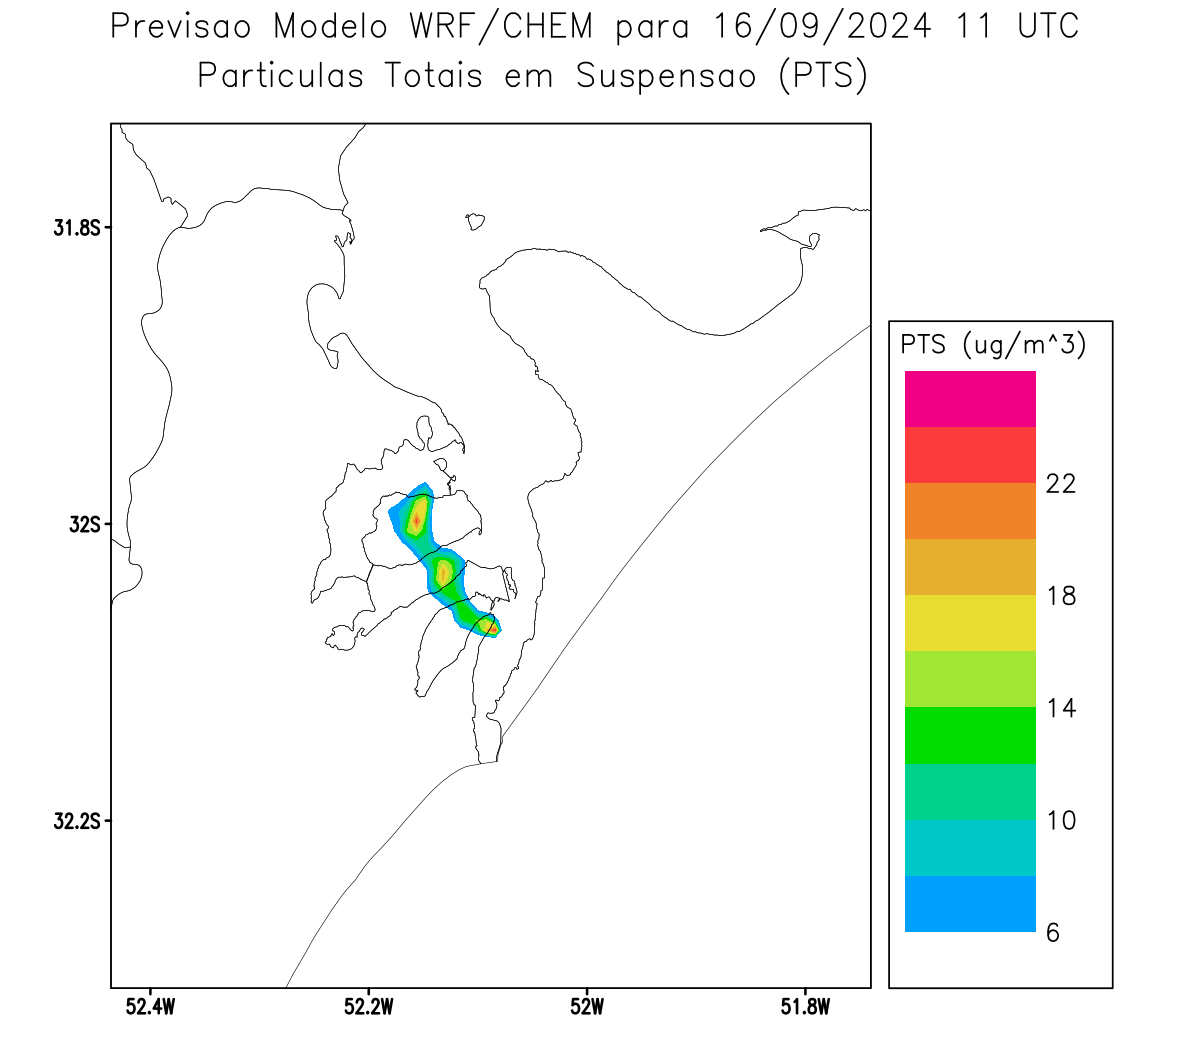 Previsao Modelo WRF/CHEM para 16/09/2024 11 UTC
Particulas Totais em Suspensao (PTS)
31.8S
32S
32.2S
52.4W
52.2W
52W
51.8W
PTS (ug/m^3)
22
18
14
10
6